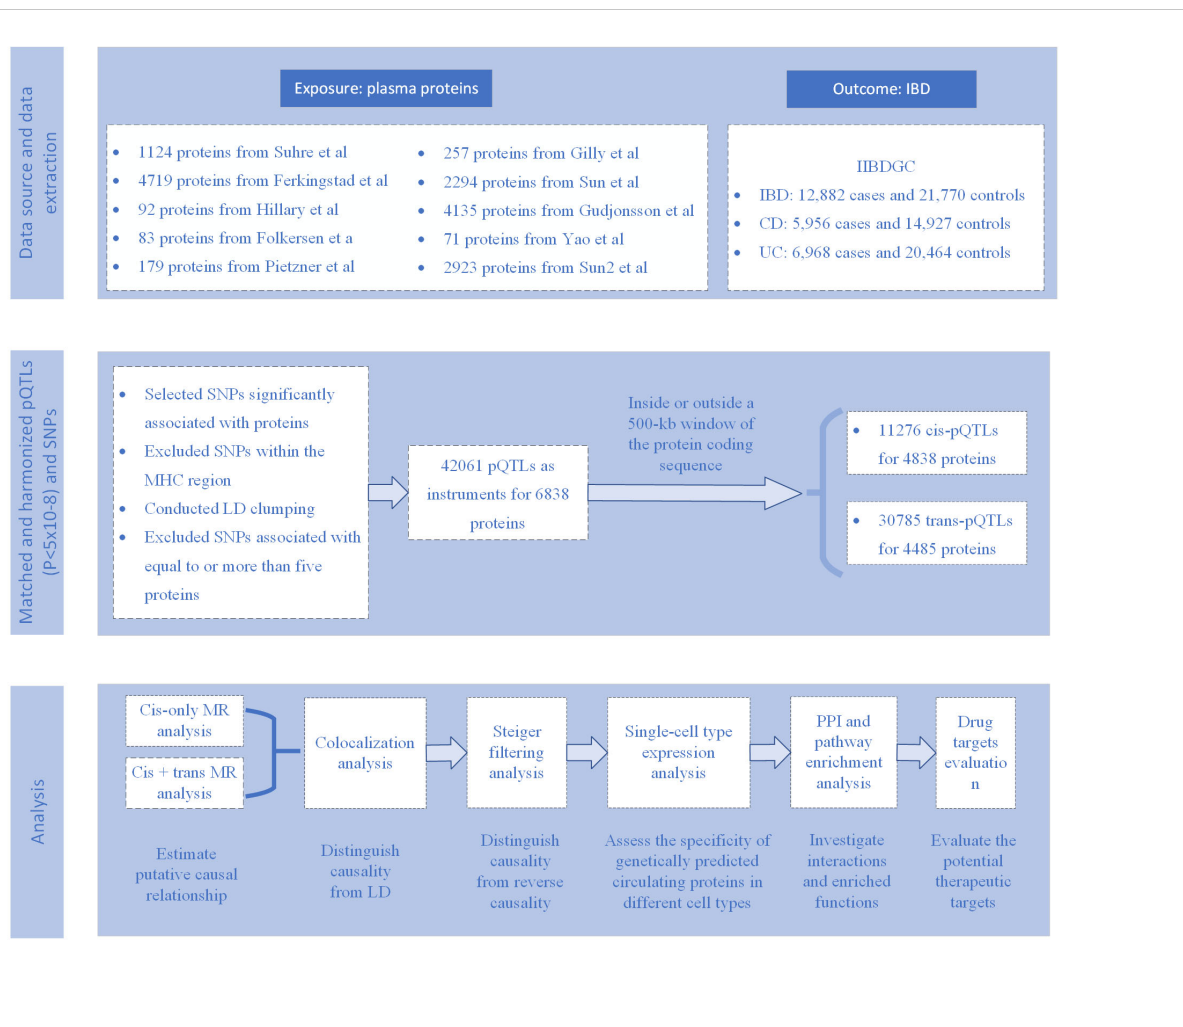 Data source and data
extraction
Exposure: plasma proteins
1124 proteins from Suhre et al
4719 proteins from Ferkingstad et al
92 proteins from Hillary et al
83 proteins from Folkersen et a
179 proteins from Pietzner et al
257 proteins from Gilly et al
2294 proteins from Sun et al
4135 proteins from Gudjonsson et al
71 proteins from Yao et al
2923 proteins from Sun2 et al
Outcome: IBD
IIBDGC
IBD: 12,882 cases and 21,770 controls
CD: 5,956 cases and 14,927 controls
UC: 6,968 cases and 20,464 controls
Matched and harmonized pQTLs
(P<5x10-8) and SNPs
Selected SNPs significantly
associated with proteins
Excluded SNPs within the
MHC region
Conducted LD clumping
Excluded SNPs associated with
equal to or more than five
proteins
42061 pQTLs as
instruments for 6838
proteins
Inside or outside a
500-kb window of
the protein coding
sequence
11276 cis-pQTLs
for 4838 proteins
30785 trans-pQTLs
for 4485 proteins
Analysis
Cis-only MR
analysis
Cis + trans MR
analysis
Estimate
putative causal
relationship
Colocalization
analysis
Distinguish
causality
from LD
Steiger
filtering
analysis
Distinguish
causality
from reverse
causality
Single-cell type
expression
analysis
Assess the specificity of
genetically predicted
circulating proteins in
different cell types
PPI and
pathway
enrichment
analysis
Investigate
interactions
and enriched
functions
Drug
targets
evaluatio
n
Evaluate the
potential
therapeutic
targets